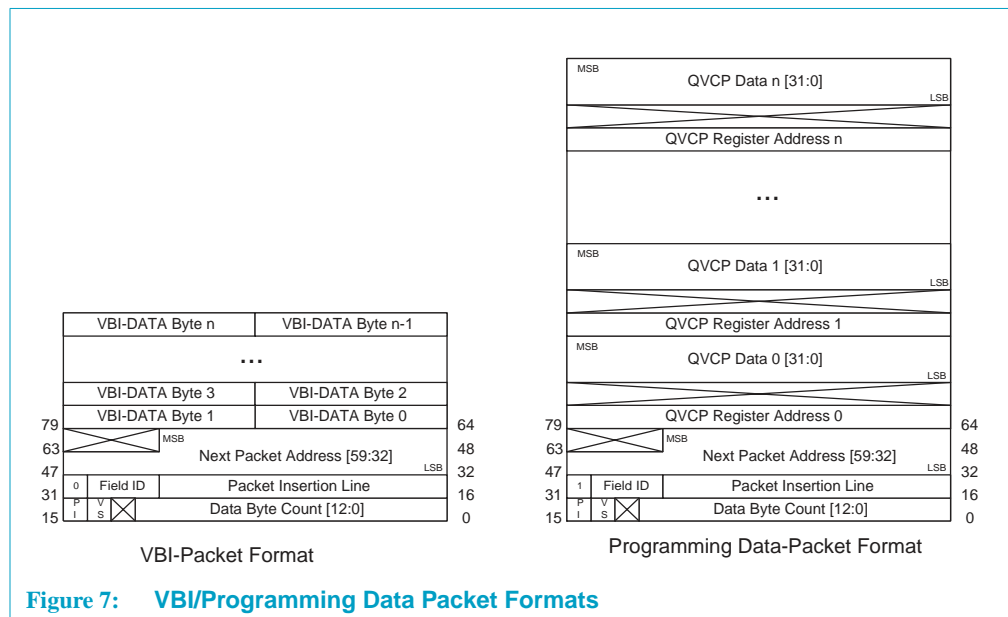 MSB
QVCP Data n [31:0]
LSB
QVCP Register Address n
...
MSB
QVCP Data 1 [31:0]
LSB
QVCP Register Address 1
MSB
QVCP Data 0 [31:0]
LSB
QVCP Register Address 0
79 64
MSB
63 48
Next Packet Address [59:32]
LSB
47 32
1 Field ID Packet Insertion Line
31 16
PI VS Data Byte Count [12:0]
15 0
Programming Data-Packet Format
VBI-DATA Byte n VBI-DATA Byte n-1
...
VBI-DATA Byte 3 VBI-DATA Byte 2
VBI-DATA Byte 1 VBI-DATA Byte 0
79 64
MSB
63 48
Next Packet Address [59:32]
LSB
47 32
0 Field ID Packet Insertion Line
31 16
PI VS Data Byte Count [12:0]
15 0
VBI-Packet Format
Figure 7: VBI/Programming Data Packet Formats